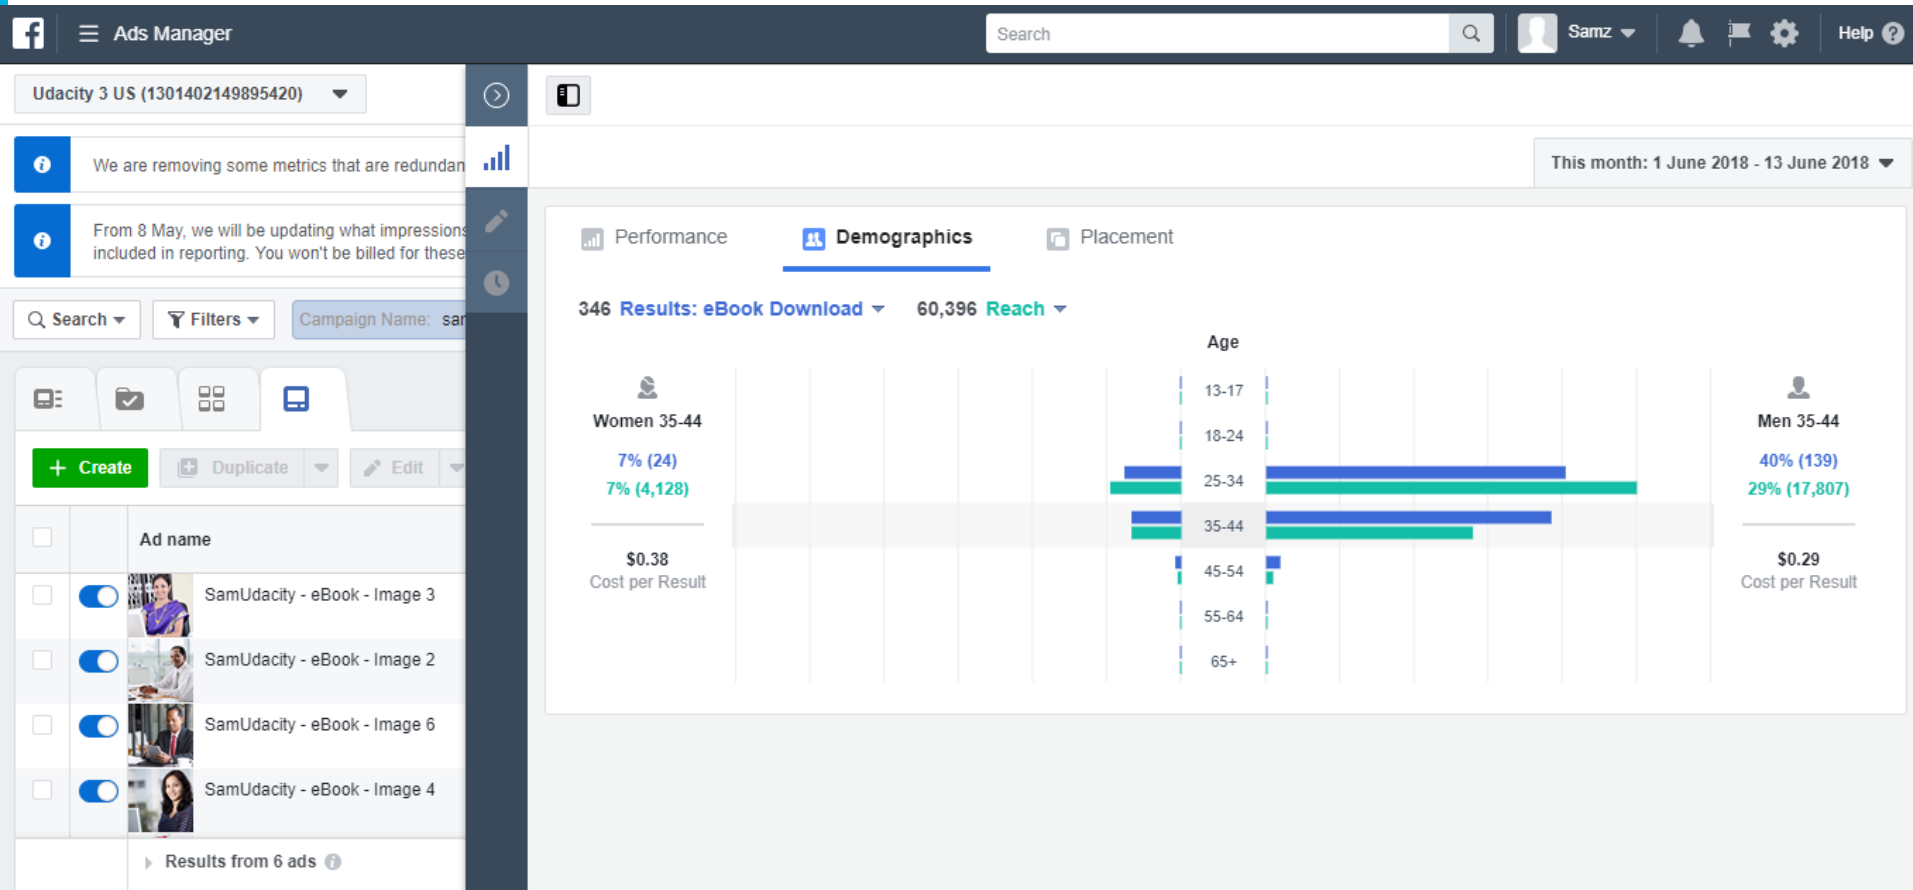 f
Ads Manager
Search
Samz
Help ?
Udacity 3 US (1301402149895420)
We are removing some metrics that are redundan
From 8 May, we will be updating what impressions
included in reporting. You won't be billed for these
Search
Filters
Campaign Name: sar
Create
Duplicate
Edit
Ad name
SamUdacity - eBook - Image 3
SamUdacity - eBook - Image 2
SamUdacity - eBook - Image 6
SamUdacity - eBook - Image 4
Results from 6 ads
This month: 1 June 2018 - 13 June 2018
Performance
Demographics
Placement
346 Results: eBook Download
60,396 Reach
Age
Women 35-44
7% (24)
7% (4,128)
$0.38
Cost per Result
13-17
18-24
25-34
35-44
45-54
55-64
65+
Men 35-44
40% (139)
29% (17,807)
$0.29
Cost per Result